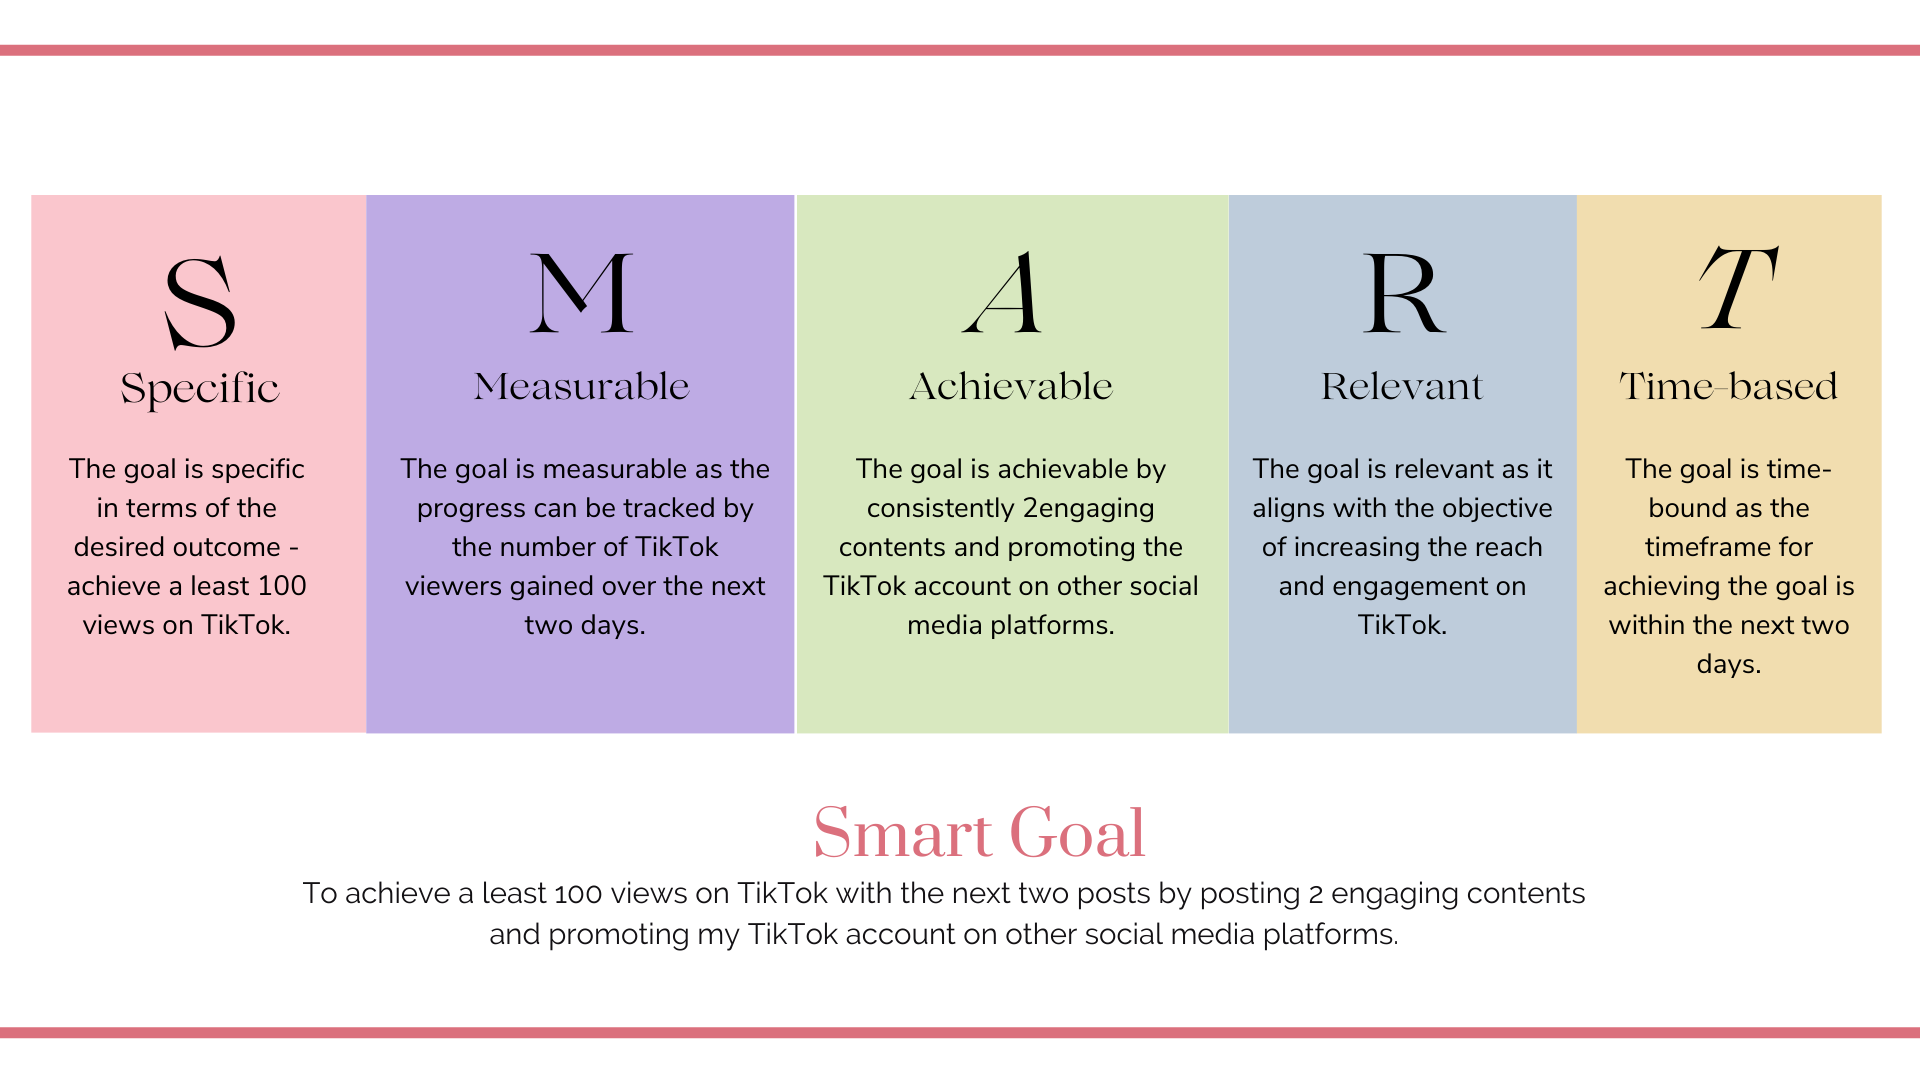 S
Specific
The goal is specific
in terms of the
desired outcome -
achieve a least 100
views on TikTok.
M
Measurable
The goal is measurable as the
progress can be tracked by
the number of TikTok
viewers gained over the next
two days.
A
Achievable
The goal is achievable by
consistently 2engaging
contents and promoting the
TikTok account on other social
media platforms.
R
Relevant
The goal is relevant as it
aligns with the objective
of increasing the reach
and engagement on
TikTok.
T
Time-based
The goal is time-
bound as the
timeframe for
achieving the goal is
within the next two
days.
Smart Goal
To achieve a least 100 views on TikTok with the next two posts by posting 2 engaging contents
and promoting my TikTok account on other social media platforms.